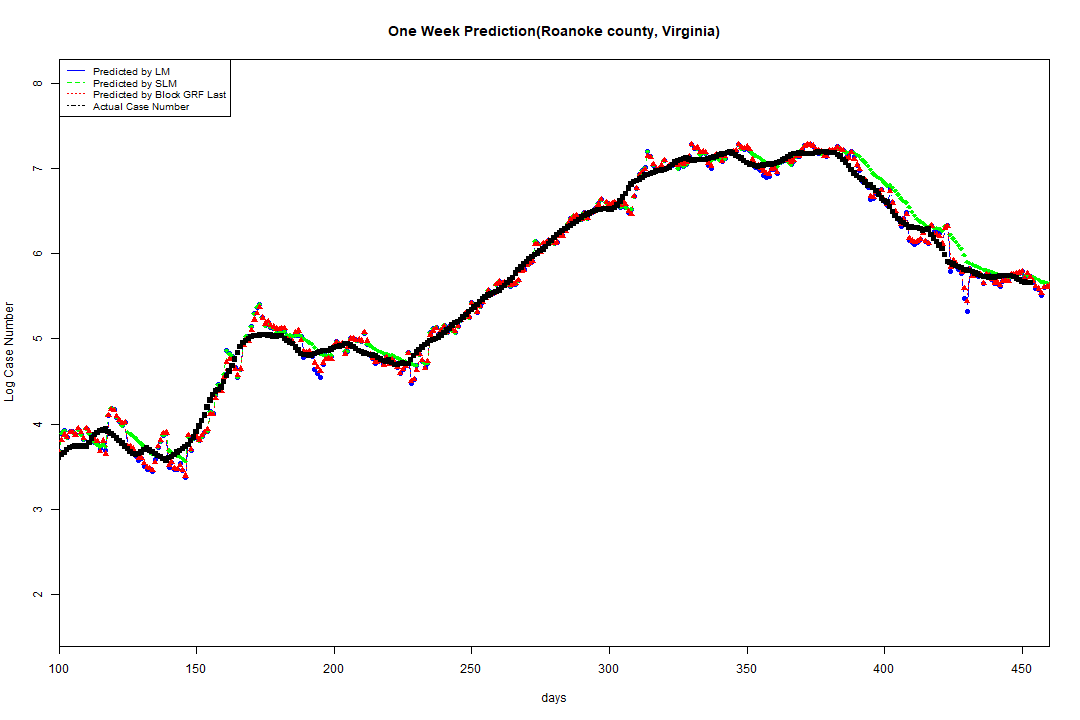 One Week Prediction(Roanoke county, Virginia)
Predicted by LM
Predicted by SLM
Predicted by Block GRF Last
Actual Case Number
8
7
6
5
4
3
2
Log Case Number
100 150 200 250 300 350 400 450
days